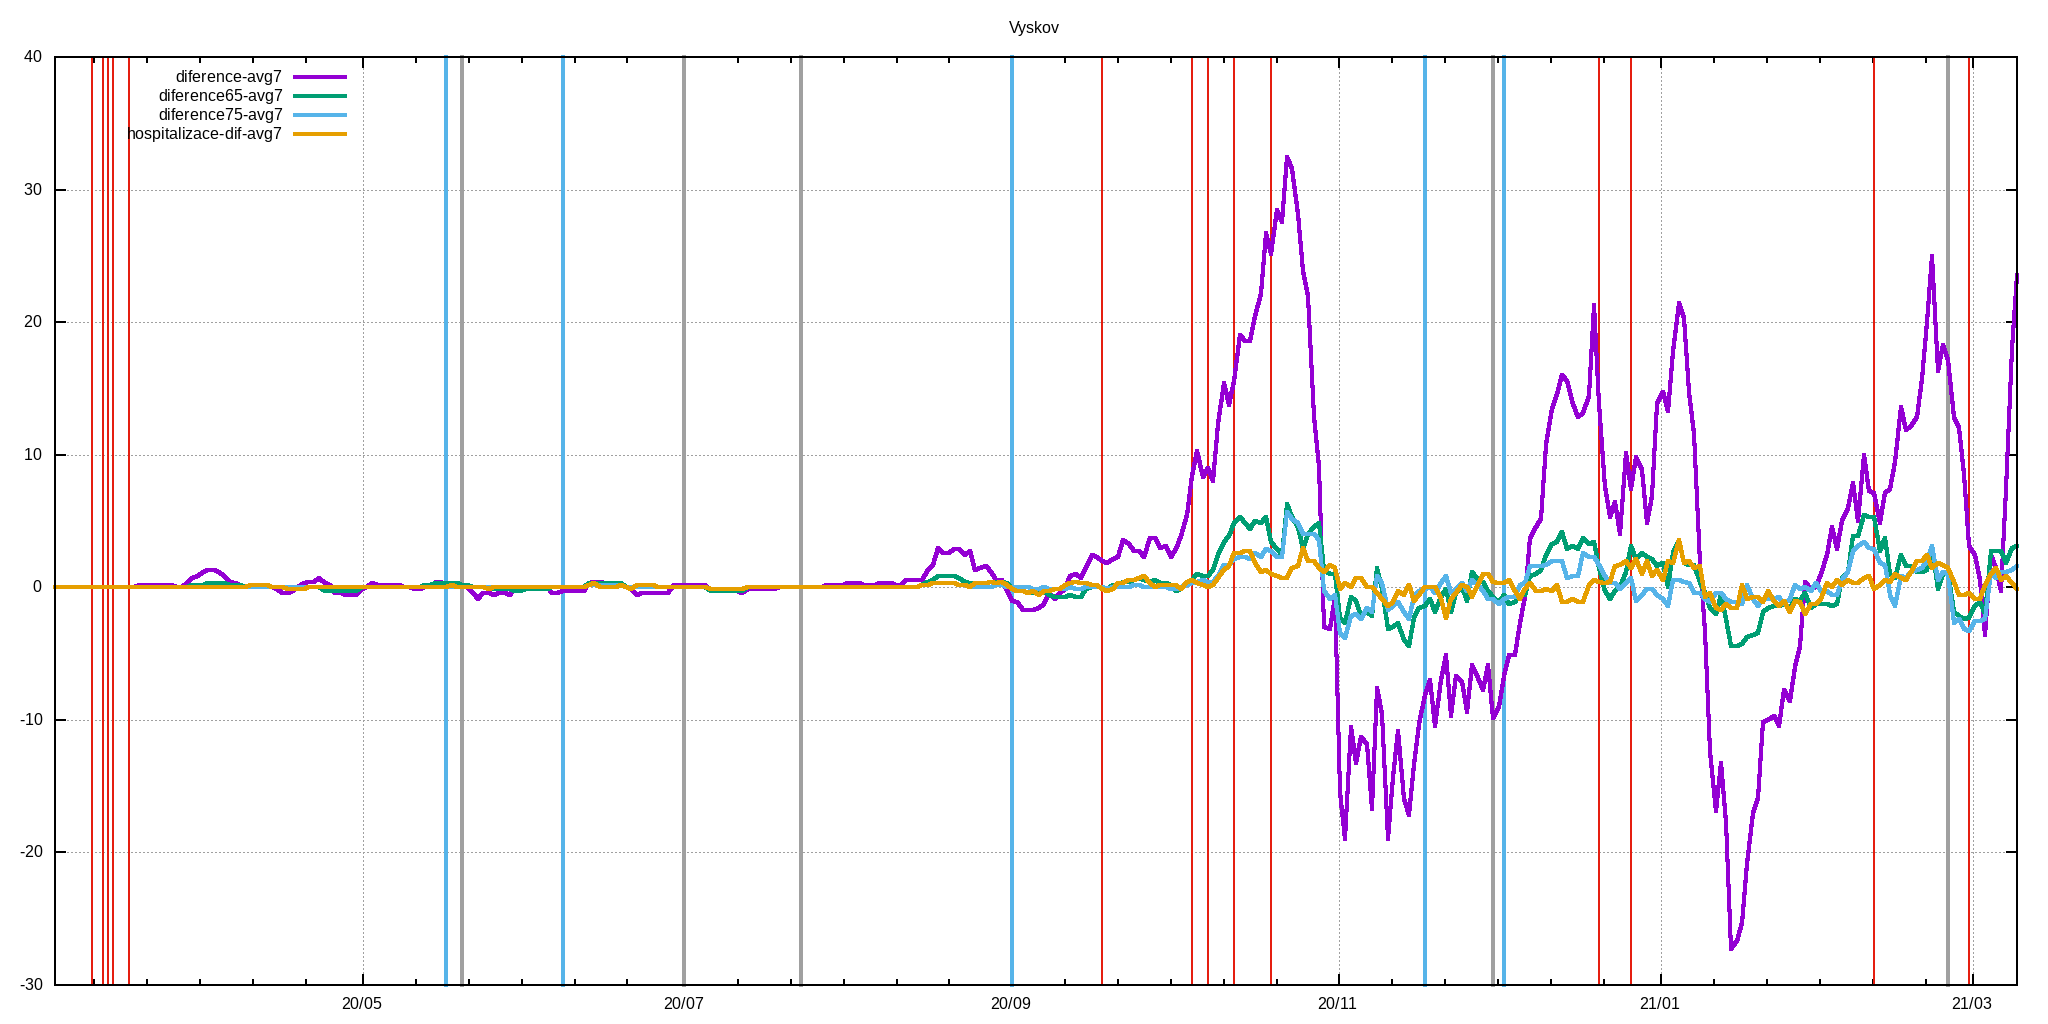 Vyskov
40
30
20
10
0
-10
-20
-30
diference-avg7
diference65-avg7
diference75-avg7
hospitalizace-dif-avg7
20/05
20/07
20/09
20/11
21/01
21/03